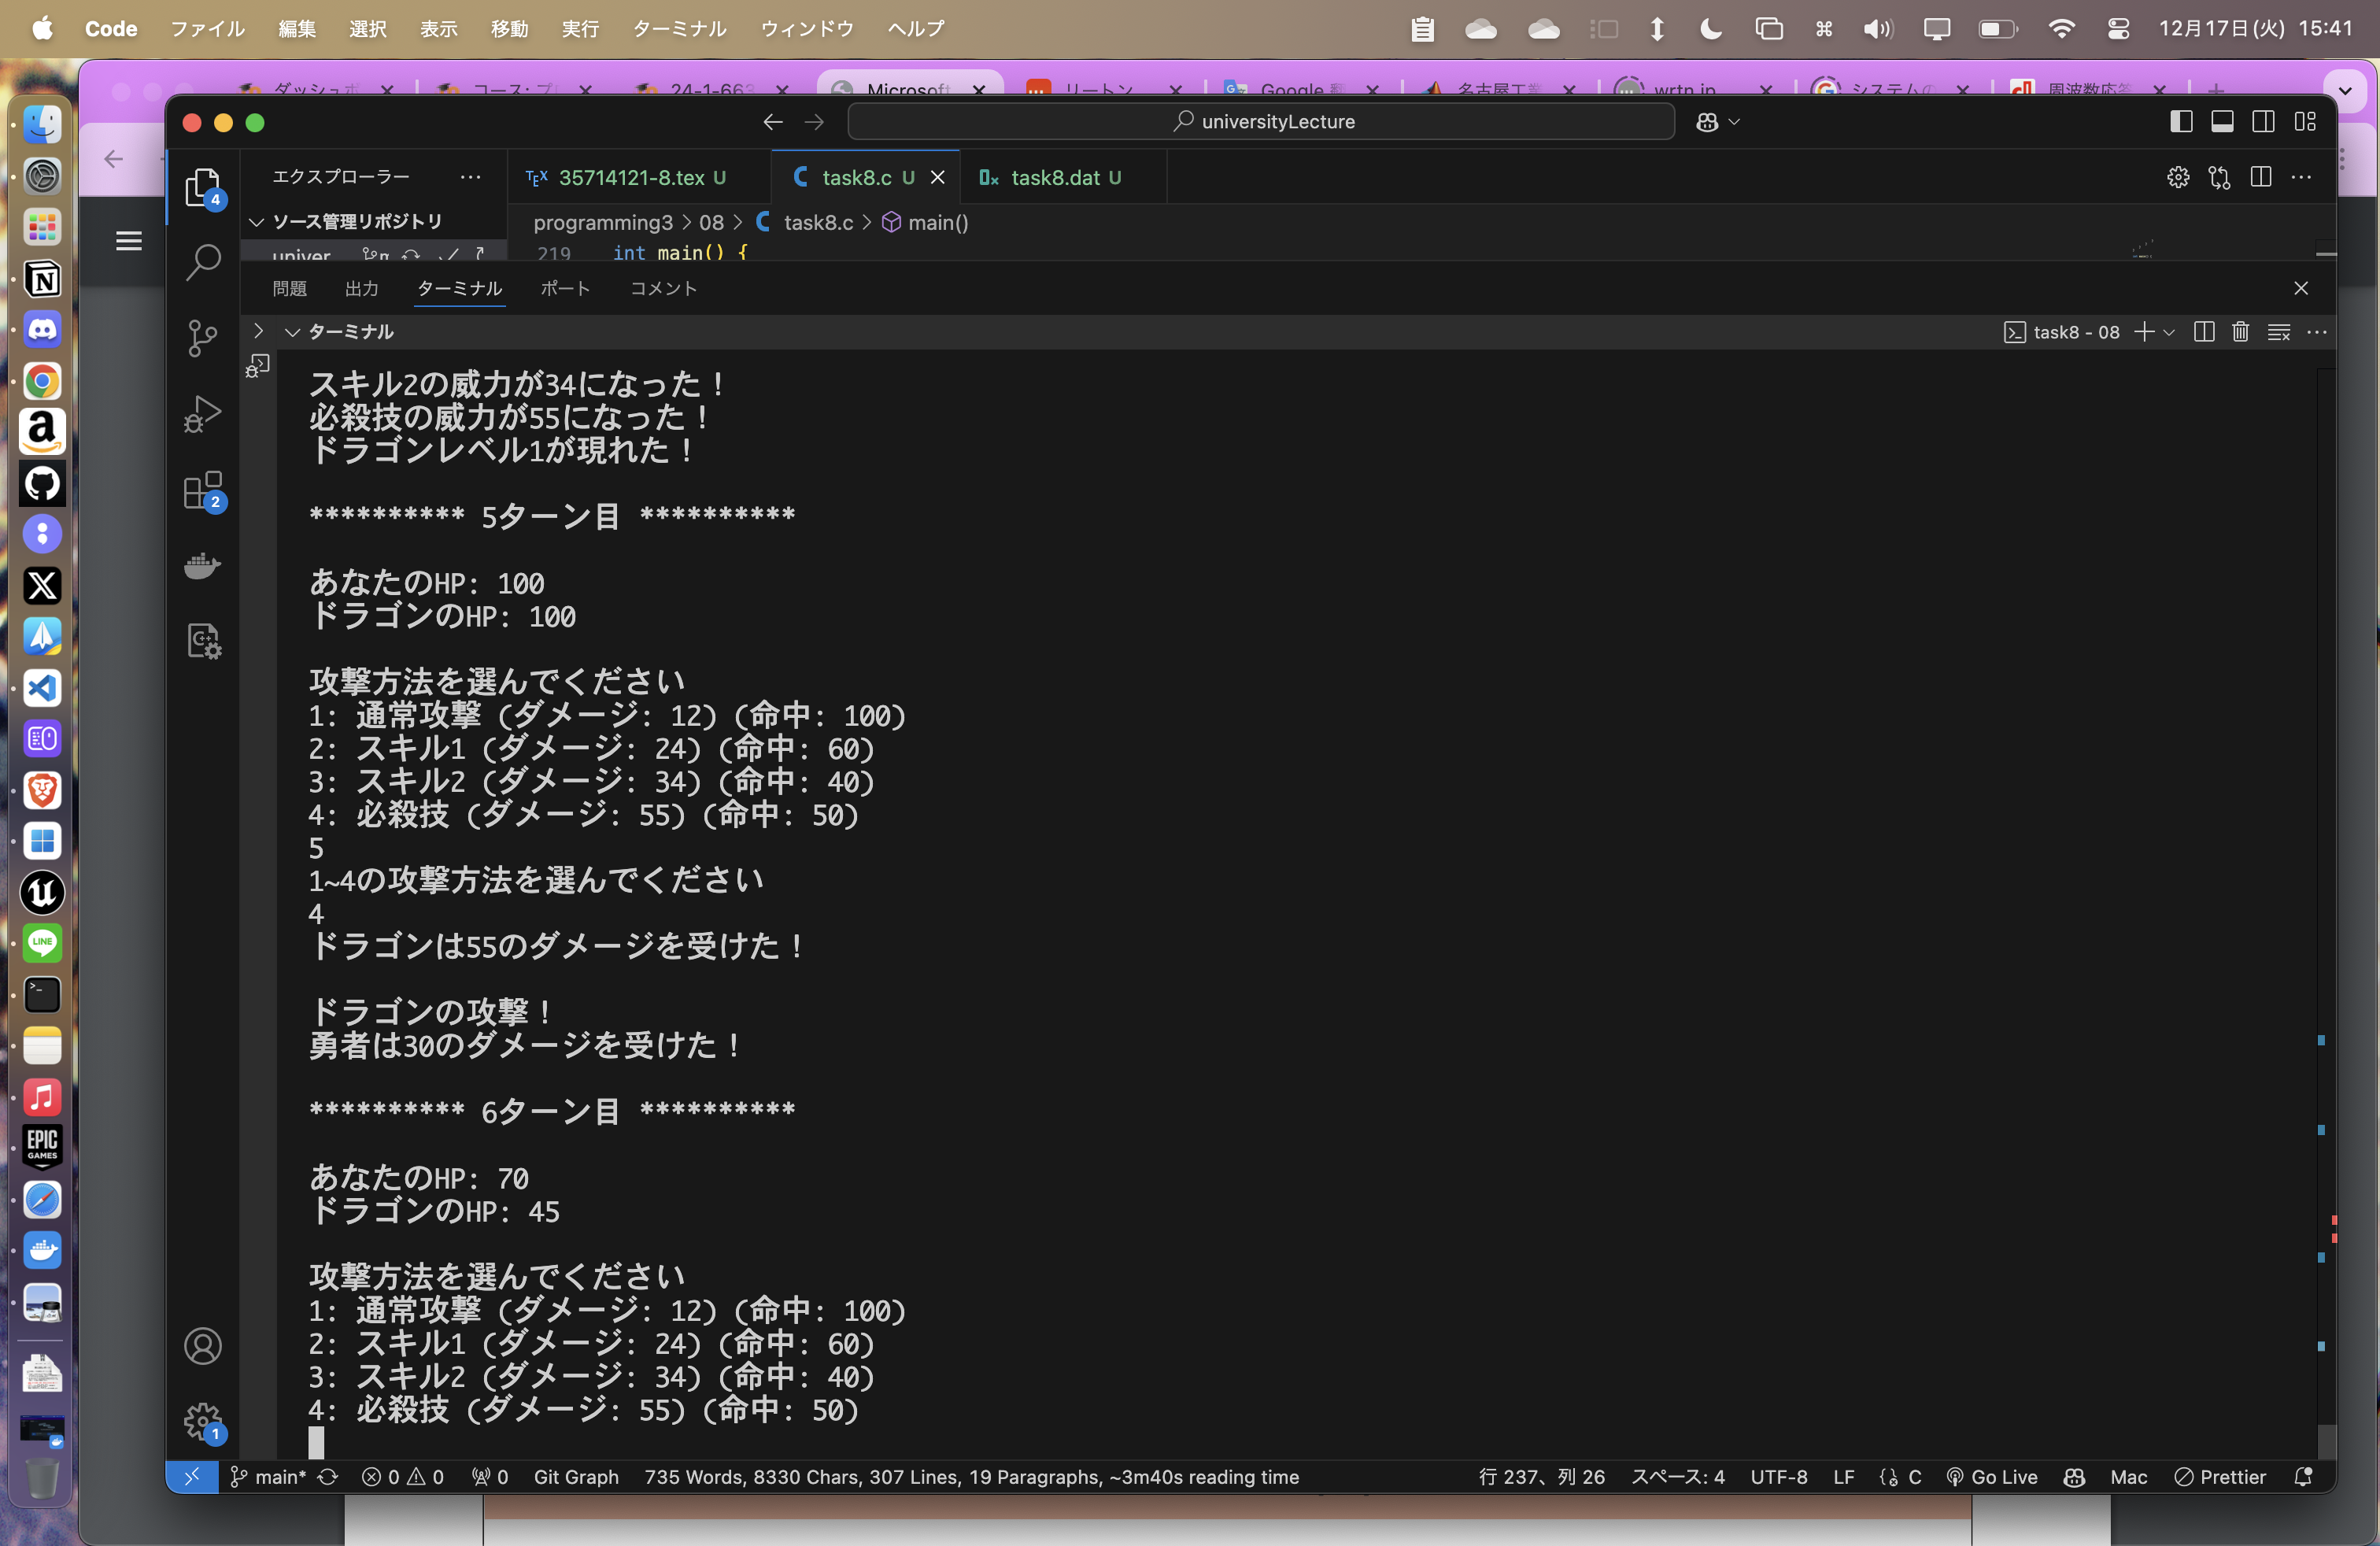 Code ファイル 編集 選択 表示 移動 実行 ターミナル ウィンドウ ヘルプ 12月17日(火) 15:41
ダッシュボ コース: プ 24-1-663 Microsoft リートン Google 翻 名古屋工業 wrtn.jp システムの 周波数応答
universityLecture
エクスプローラー 35714121-8.tex U task8.c U task8.dat U
ソース管理リポジトリ programming3 > 08 > task8.c > main()
univer 219 int main() {
問題 出力 ターミナル ポート コメント
ターミナル task8 - 08
スキル2の威力が34になった！
必殺技の威力が55になった！
ドラゴンレベル1が現れた！
********** 5ターン目 **********
あなたのHP: 100
ドラゴンのHP: 100
攻撃方法を選んでください
1: 通常攻撃 (ダメージ: 12) (命中: 100)
2: スキル1 (ダメージ: 24) (命中: 60)
3: スキル2 (ダメージ: 34) (命中: 40)
4: 必殺技 (ダメージ: 55) (命中: 50)
5
1~4の攻撃方法を選んでください
4
ドラゴンは55のダメージを受けた！
ドラゴンの攻撃！
勇者は30のダメージを受けた！
********** 6ターン目 **********
あなたのHP: 70
ドラゴンのHP: 45
攻撃方法を選んでください
1: 通常攻撃 (ダメージ: 12) (命中: 100)
2: スキル1 (ダメージ: 24) (命中: 60)
3: スキル2 (ダメージ: 34) (命中: 40)
4: 必殺技 (ダメージ: 55) (命中: 50)
main* 0 0 0 Git Graph 735 Words, 8330 Chars, 307 Lines, 19 Paragraphs, ~3m40s reading time 行 237、列 26 スペース: 4 UTF-8 LF C Go Live Mac Prettier
4
2
1
LINE
EPIC GAMES